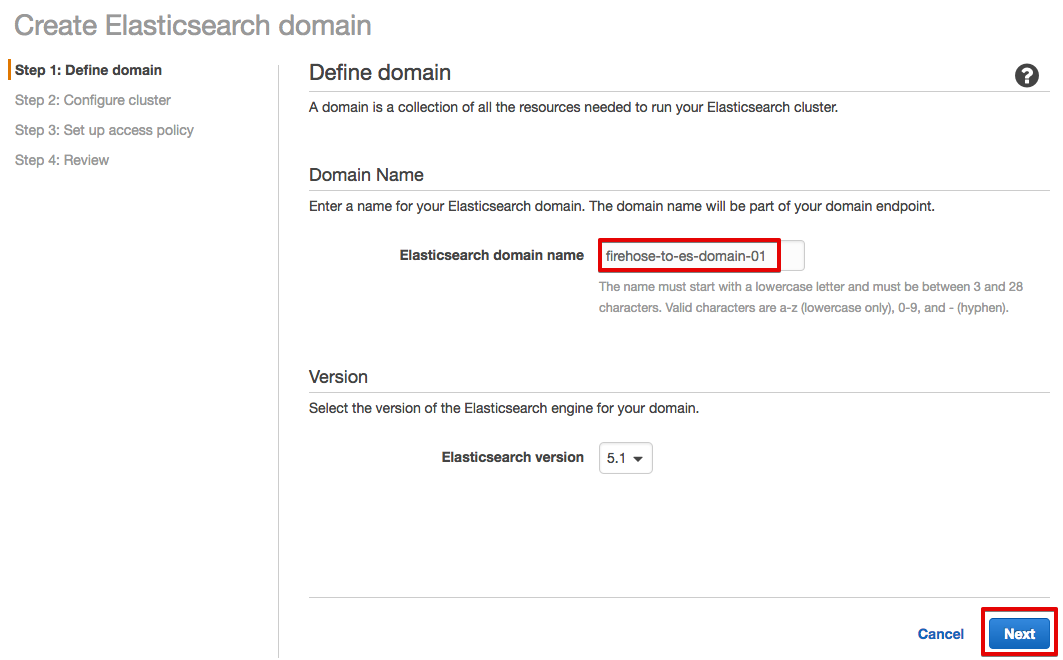 Create Elasticsearch domain
Step 1: Define domain
Step 2: Configure cluster
Step 3: Set up access policy
Step 4: Review
Define domain
?
A domain is a collection of all the resources needed to run your Elasticsearch cluster.
Domain Name
Enter a name for your Elasticsearch domain. The domain name will be part of your domain endpoint.
Elasticsearch domain name
firehose-to-es-domain-01
The name must start with a lowercase letter and must be between 3 and 28
characters. Valid characters are a-z (lowercase only), 0-9, and - (hyphen).
Version
Select the version of the Elasticsearch engine for your domain.
Elasticsearch version
5.1
Cancel
Next